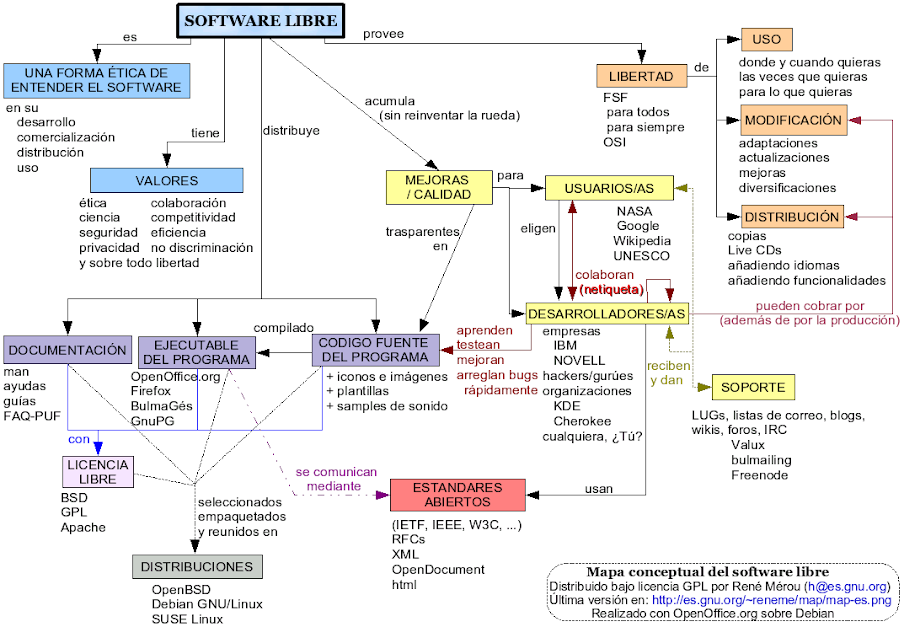 SOFTWARE LIBRE
es
provee
UNA FORMA ÉTICA DE
ENTENDER EL SOFTWARE
en su
desarrollo
comercialización
distribución
uso
tiene
distribuye
acumula
(sin reinventar la rueda)
LIBERTAD
FSF
para todos
para siempre
OSI
de
USO
donde y cuando quieras
las veces que quieras
para lo que quieras
MODIFICACIÓN
adaptaciones
actualizaciones
mejoras
diversificaciones
DISTRIBUCIÓN
copias
Live CDs
añadiendo idiomas
añadiendo funcionalidades
VALORES
ética
ciencia
seguridad
privacidad
colaboración
competitividad
eficiencia
no discriminación
y sobre todo libertad
MEJORAS
/ CALIDAD
para
trasparentes
en
USUARIOS/AS
NASA
Google
Wikipedia
UNESCO
eligen
colaboran
(netiqueta)
DESARROLLADORES/AS
empresas
IBM
NOVELL
hackers/gurúes
organizaciones
KDE
Cherokee
cualquiera, ¿Tú?
pueden cobrar por
(además de por la producción)
reciben
y dan
SOPORTE
LUGs, listas de correo, blogs,
wikis, foros, IRC
Valux
bulmailing
Freenode
DOCUMENTACIÓN
man
ayudas
guías
FAQ-PUF
EJECUTABLE
DEL PROGRAMA
OpenOffice.org
Firefox
BulmaGés
GnuPG
compilado
CODIGO FUENTE
DEL PROGRAMA
+ iconos e imágenes
+ plantillas
+ samples de sonido
aprenden
testean
mejoran
arreglan bugs
rápidamente
con
LICENCIA
LIBRE
BSD
GPL
Apache
seleccionados
empaquetados
y reunidos en
se comunican
mediante
ESTANDARES
ABIERTOS
(IETF, IEEE, W3C, ...)
RFCs
XML
OpenDocument
html
usan
DISTRIBUCIONES
OpenBSD
Debian GNU/Linux
SUSE Linux
Mapa conceptual del software libre
Distribuido bajo licencia GPL por René Mérou (h@es.gnu.org)
Última versión en: http://es.gnu.org/~reneme/map/map-es.png
Realizado con OpenOffice.org sobre Debian